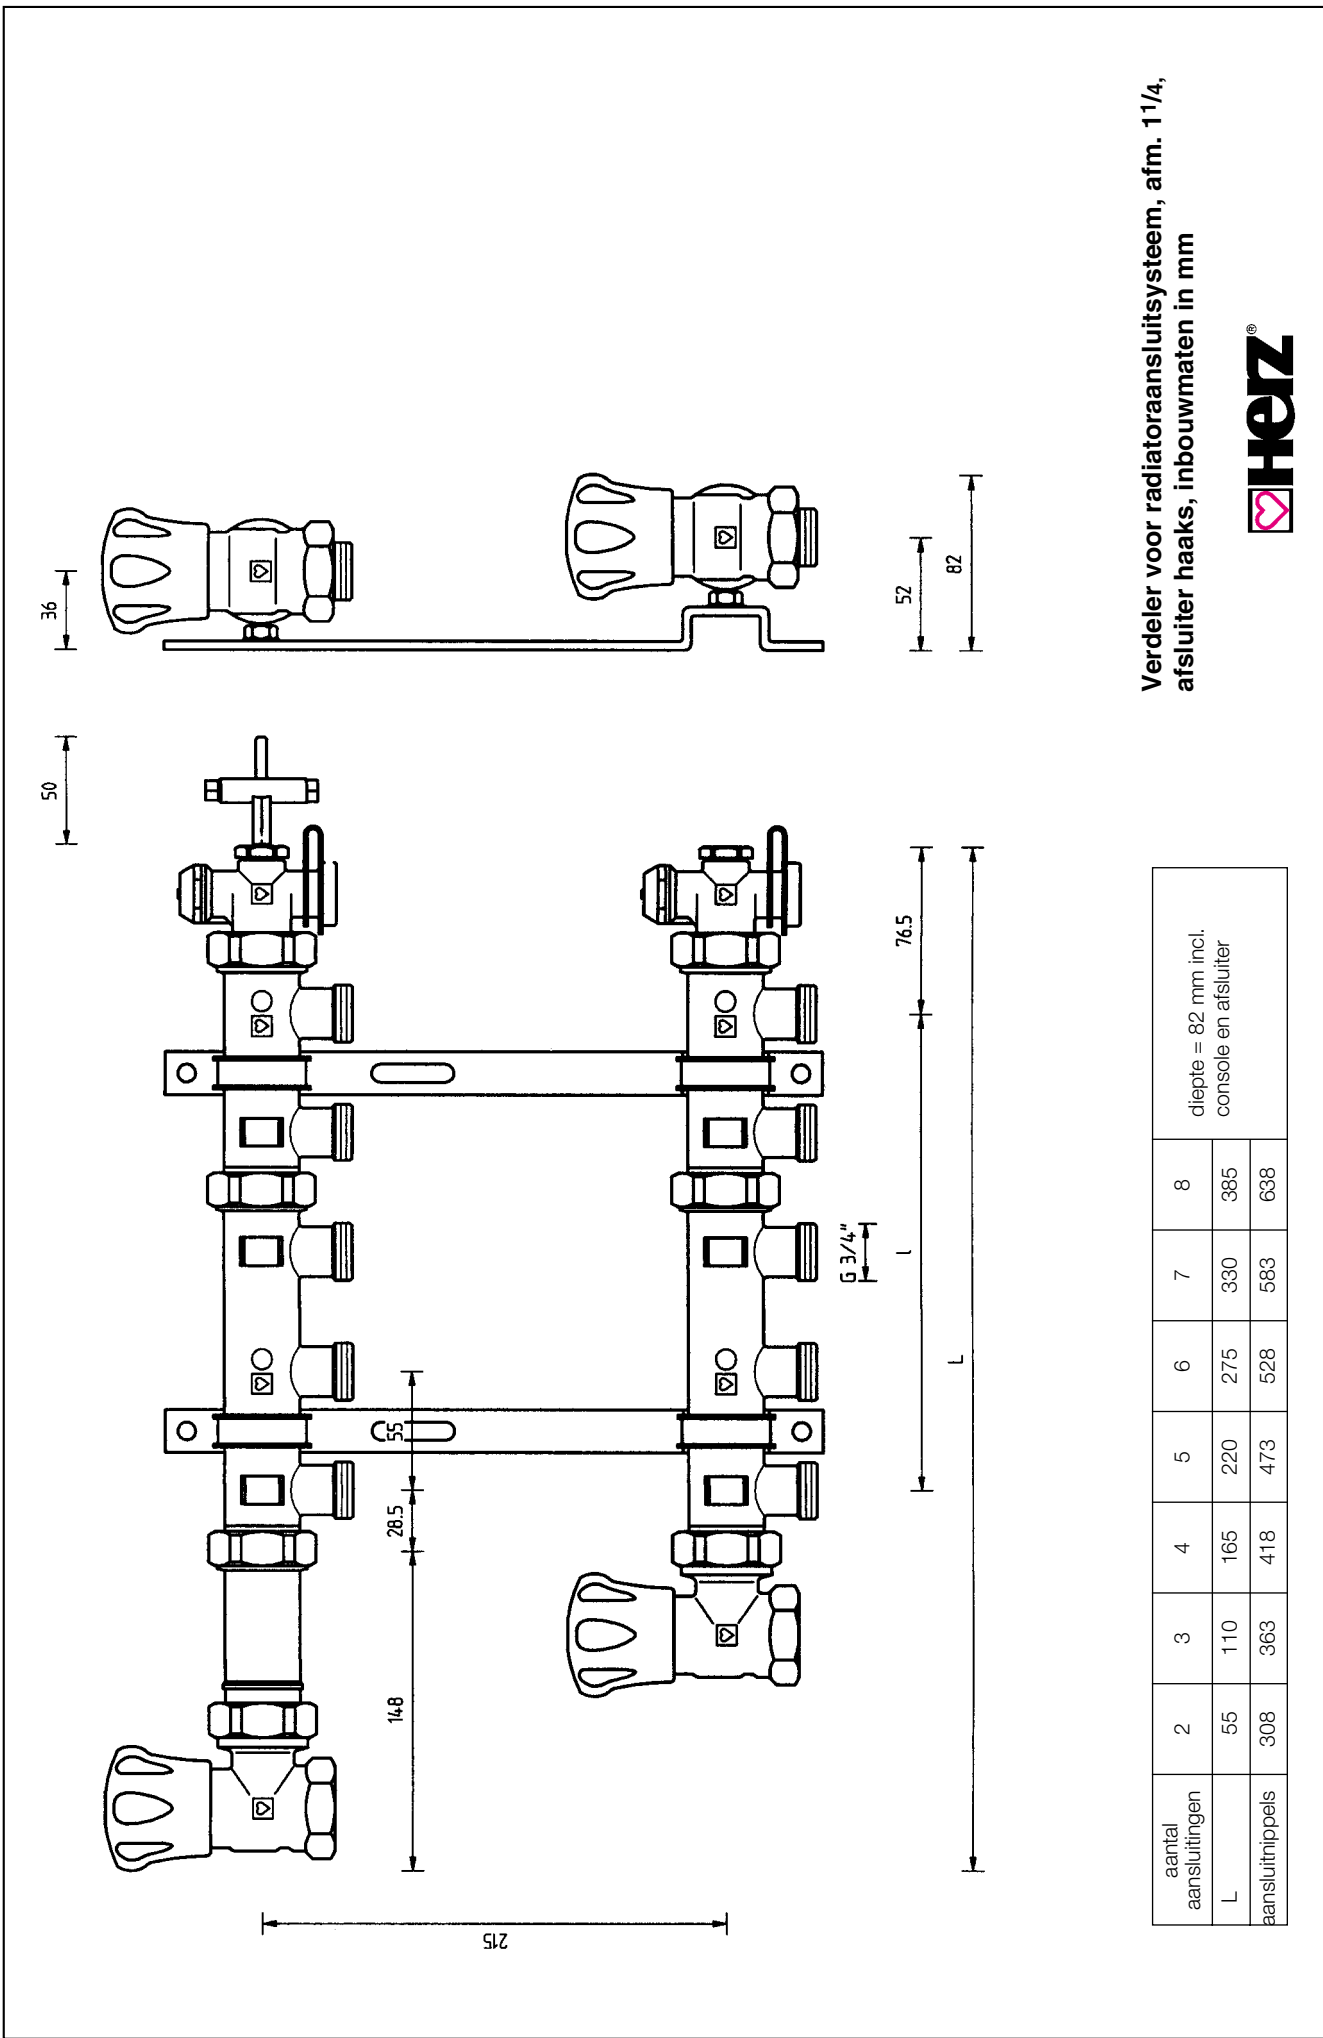 50
36
215
148
28.5
55
G 3/4"
l
76.5
L
52
82
aantal aansluitingen 2 3 4 5 6 7 8 diepte = 82 mm incl. console en afsluiter
L 55 110 165 220 275 330 385
aansluitnippels 308 363 418 473 528 583 638
Verdeler voor radiatoraansluitsysteem, afm. 1 1/4,
afsluiter haaks, inbouwmaten in mm
Herz®